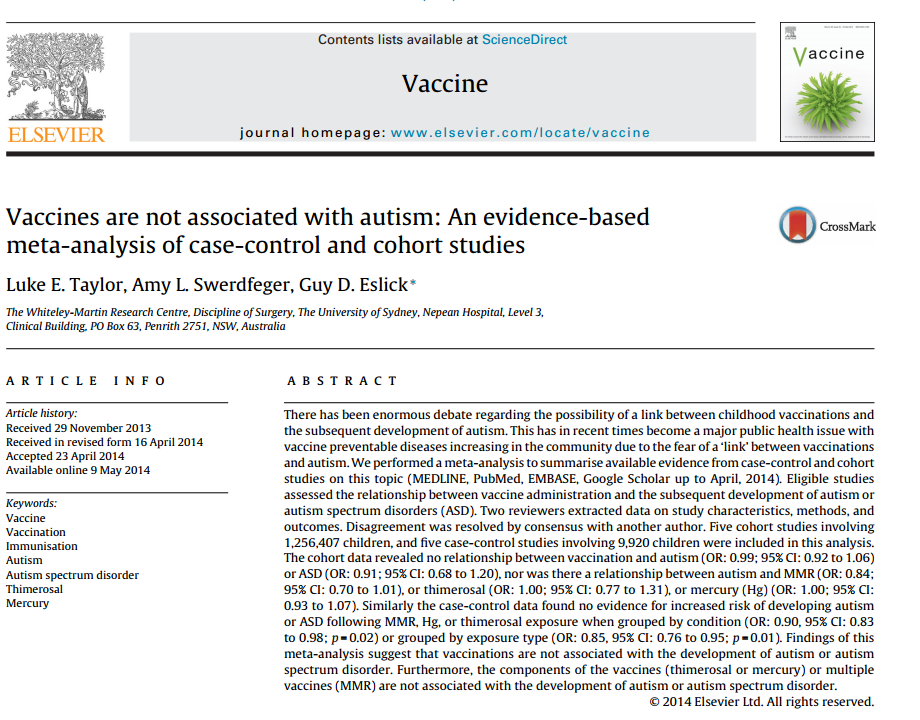 Contents lists available at ScienceDirect
Vaccine
journal homepage: www.elsevier.com/locate/vaccine
ELSEVIER
Vaccine
Vaccines are not associated with autism: An evidence-based
meta-analysis of case-control and cohort studies
CrossMark
Luke E. Taylor, Amy L. Swerdfeger, Guy D. Eslick*
The Whiteley-Martin Research Centre, Discipline of Surgery, The University of Sydney, Nepean Hospital, Level 3,
Clinical Building, PO Box 63, Penrith 2751, NSW, Australia
ARTICLE INFO
Article history:
Received 29 November 2013
Received in revised form 16 April 2014
Accepted 23 April 2014
Available online 9 May 2014
Keywords:
Vaccine
Vaccination
Immunisation
Autism
Autism spectrum disorder
Thimerosal
Mercury
ABSTRACT
There has been enormous debate regarding the possibility of a link between childhood vaccinations and
the subsequent development of autism. This has in recent times become a major public health issue with
vaccine preventable diseases increasing in the community due to the fear of a ‘link’ between vaccinations
and autism. We performed a meta-analysis to summarise available evidence from case-control and cohort
studies on this topic (MEDLINE, PubMed, EMBASE, Google Scholar up to April, 2014). Eligible studies
assessed the relationship between vaccine administration and the subsequent development of autism or
autism spectrum disorders (ASD). Two reviewers extracted data on study characteristics, methods, and
outcomes. Disagreement was resolved by consensus with another author. Five cohort studies involving
1,256,407 children, and five case-control studies involving 9,920 children were included in this analysis.
The cohort data revealed no relationship between vaccination and autism (OR: 0.99; 95% CI: 0.92 to 1.06)
or ASD (OR: 0.91; 95% CI: 0.68 to 1.20), nor was there a relationship between autism and MMR (OR: 0.84;
95% CI: 0.70 to 1.01), or thimerosal (OR: 1.00; 95% CI: 0.77 to 1.31), or mercury (Hg) (OR: 1.00; 95% CI:
0.93 to 1.07). Similarly the case-control data found no evidence for increased risk of developing autism
or ASD following MMR, Hg, or thimerosal exposure when grouped by condition (OR: 0.90, 95% CI: 0.83
to 0.98; p = 0.02) or grouped by exposure type (OR: 0.85, 95% CI: 0.76 to 0.95; p = 0.01). Findings of this
meta-analysis suggest that vaccinations are not associated with the development of autism or autism
spectrum disorder. Furthermore, the components of the vaccines (thimerosal or mercury) or multiple
vaccines (MMR) are not associated with the development of autism or autism spectrum disorder.
© 2014 Elsevier Ltd. All rights reserved.